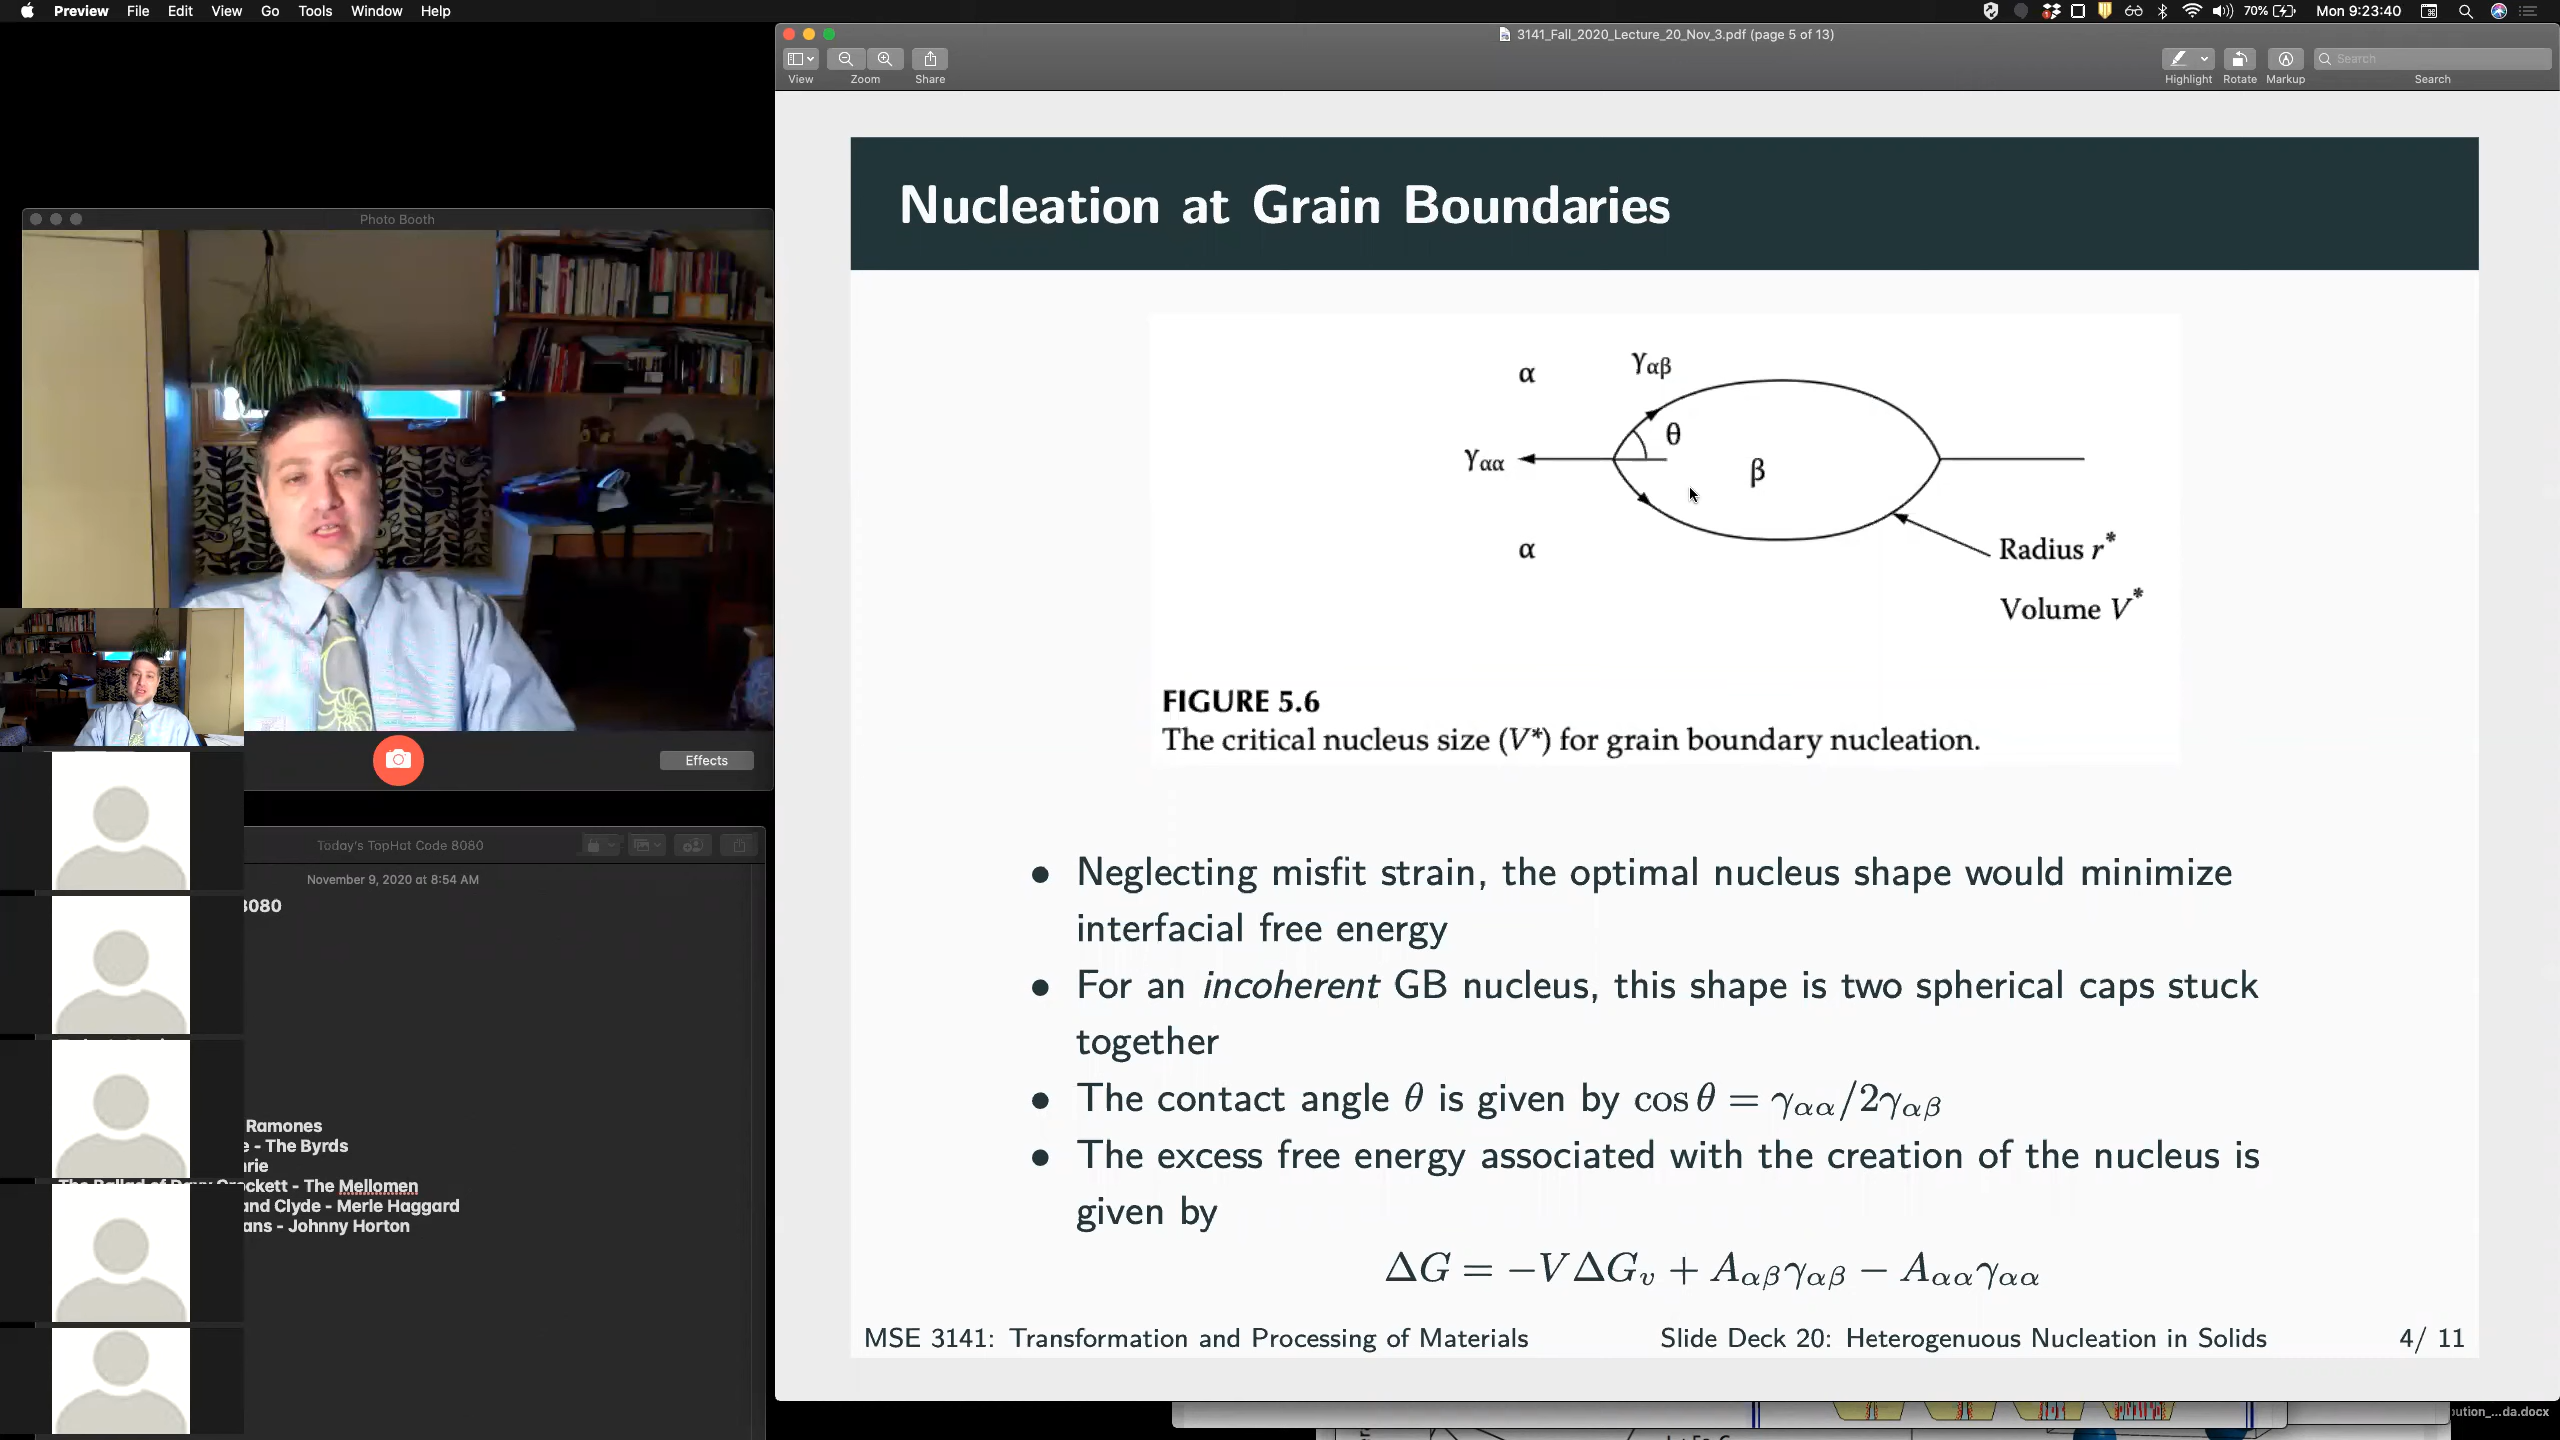 Preview File Edit View Go Tools Window Help
70% Mon 9:23:40
3141_Fall_2020_Lecture_20_Nov_3.pdf (page 5 of 13)
View Zoom Share Highlight Rotate Markup Search
Search
Nucleation at Grain Boundaries
α γαβ
θ
γαα β
α
Radius r*
Volume V*
FIGURE 5.6
The critical nucleus size (V*) for grain boundary nucleation.
• Neglecting misfit strain, the optimal nucleus shape would minimize
interfacial free energy
• For an incoherent GB nucleus, this shape is two spherical caps stuck
together
• The contact angle θ is given by cos θ = γαα/2γαβ
• The excess free energy associated with the creation of the nucleus is
given by
ΔG = −VΔGv + Aαβγαβ − Aααγαα
MSE 3141: Transformation and Processing of Materials Slide Deck 20: Heterogenuous Nucleation in Solids 4/ 11
Photo Booth
Effects
Today's TopHat Code 8080
November 9, 2020 at 8:54 AM
8080
Ramones
e - The Byrds
rie
ckett - The Mellomen
and Clyde - Merle Haggard
ans - Johnny Horton
bution_...da.docx